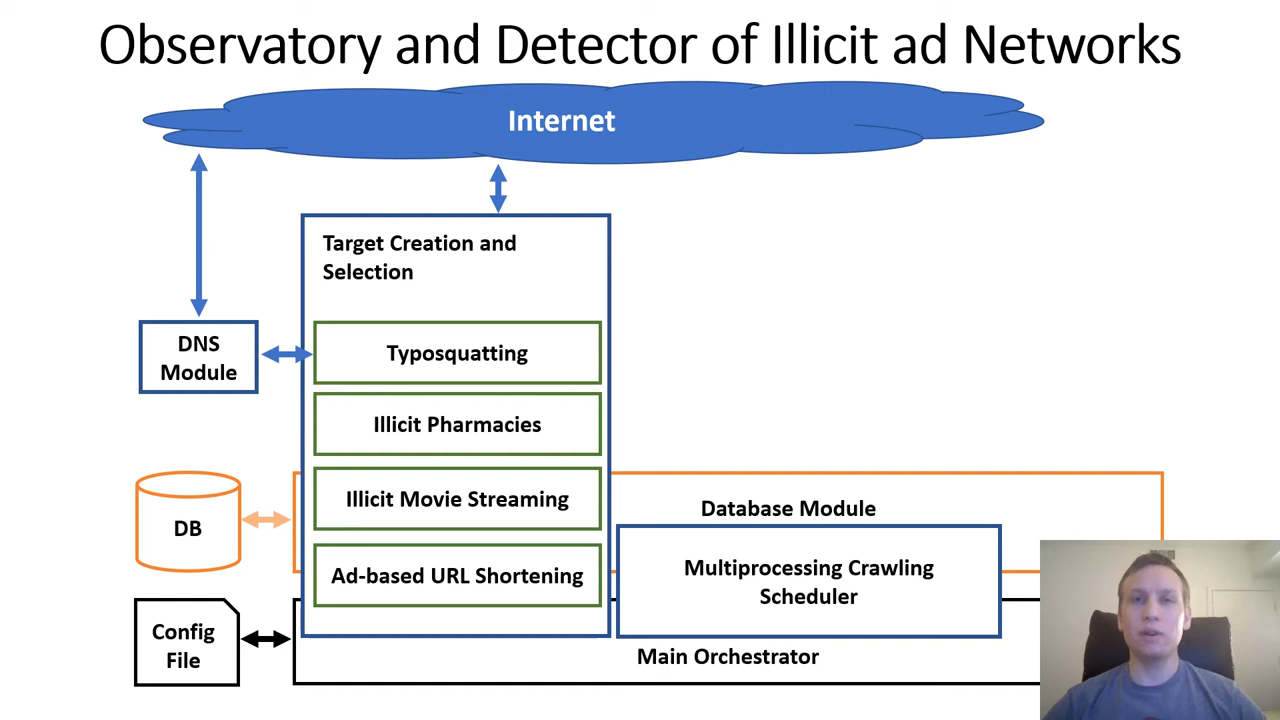 Observatory and Detector of Illicit ad Networks
Internet
Target Creation and
Selection
DNS
Module
Typosquatting
Illicit Pharmacies
Illicit Movie Streaming
Ad-based URL Shortening
DB
Database Module
Multiprocessing Crawling
Scheduler
Config
File
Main Orchestrator